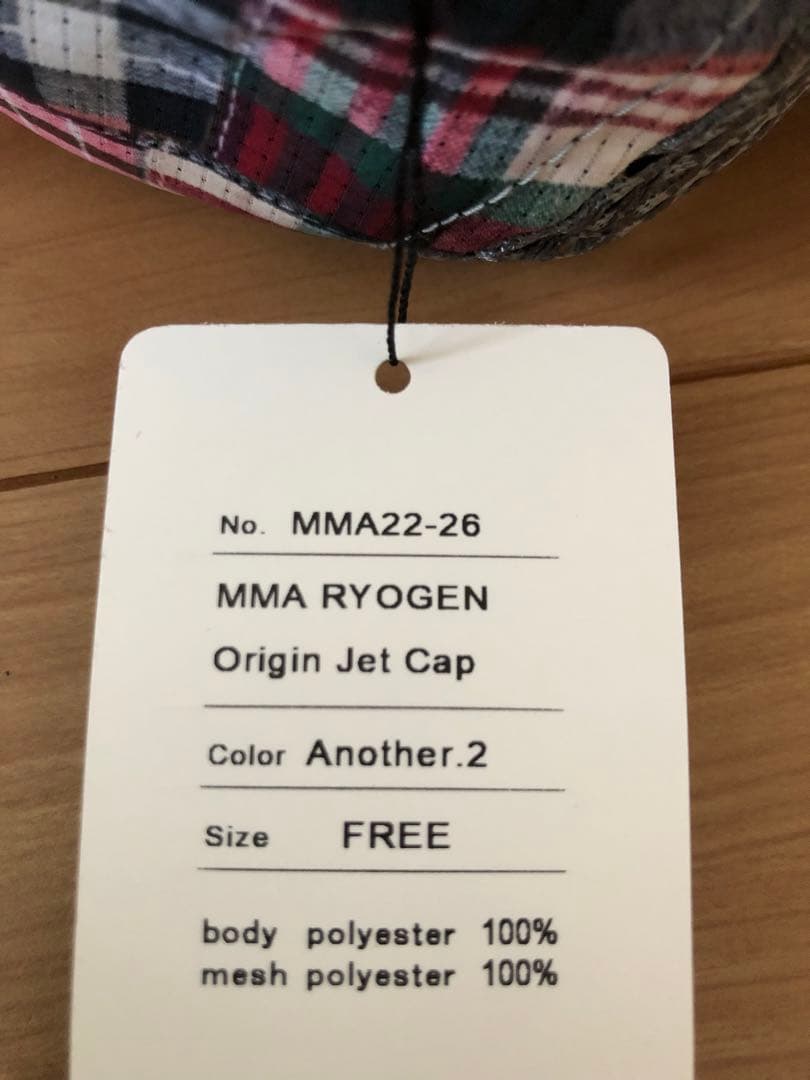 No. MMA22-26
MMA RYOGEN
Origin Jet Cap
Color Another.2
Size FREE
body polyester 100%
mesh polyester 100%